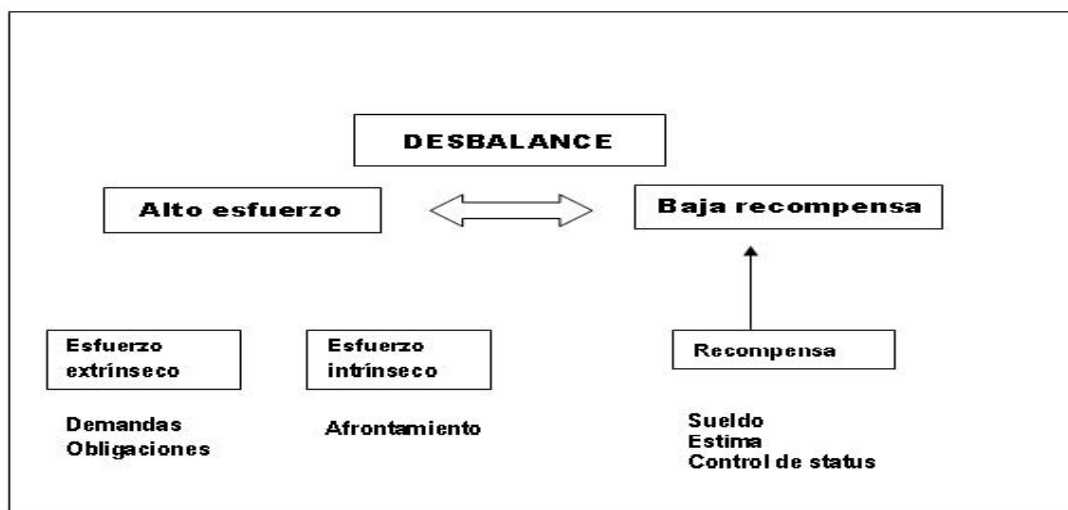 DESBALANCE
Alto esfuerzo
Baja recompensa
Esfuerzo
extrínseco
Esfuerzo
intrínseco
Recompensa
Demandas
Obligaciones
Afrontamiento
Sueldo
Estima
Control de status